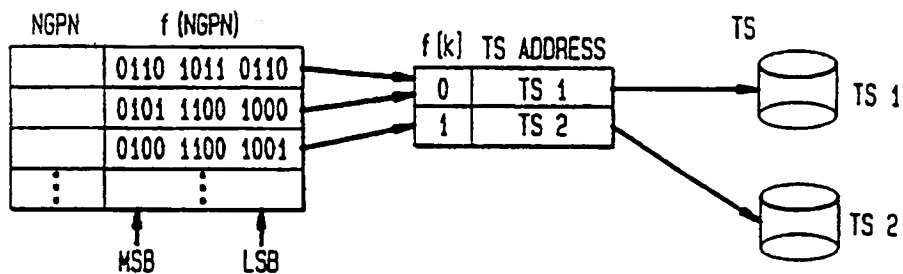 NGPN f (NGPN)
f (k) TS ADDRESS TS
0110 1011 0110
0 TS 1 TS 1
0101 1100 1000
1 TS 2
0100 1100 1001
TS 2
MSB LSB